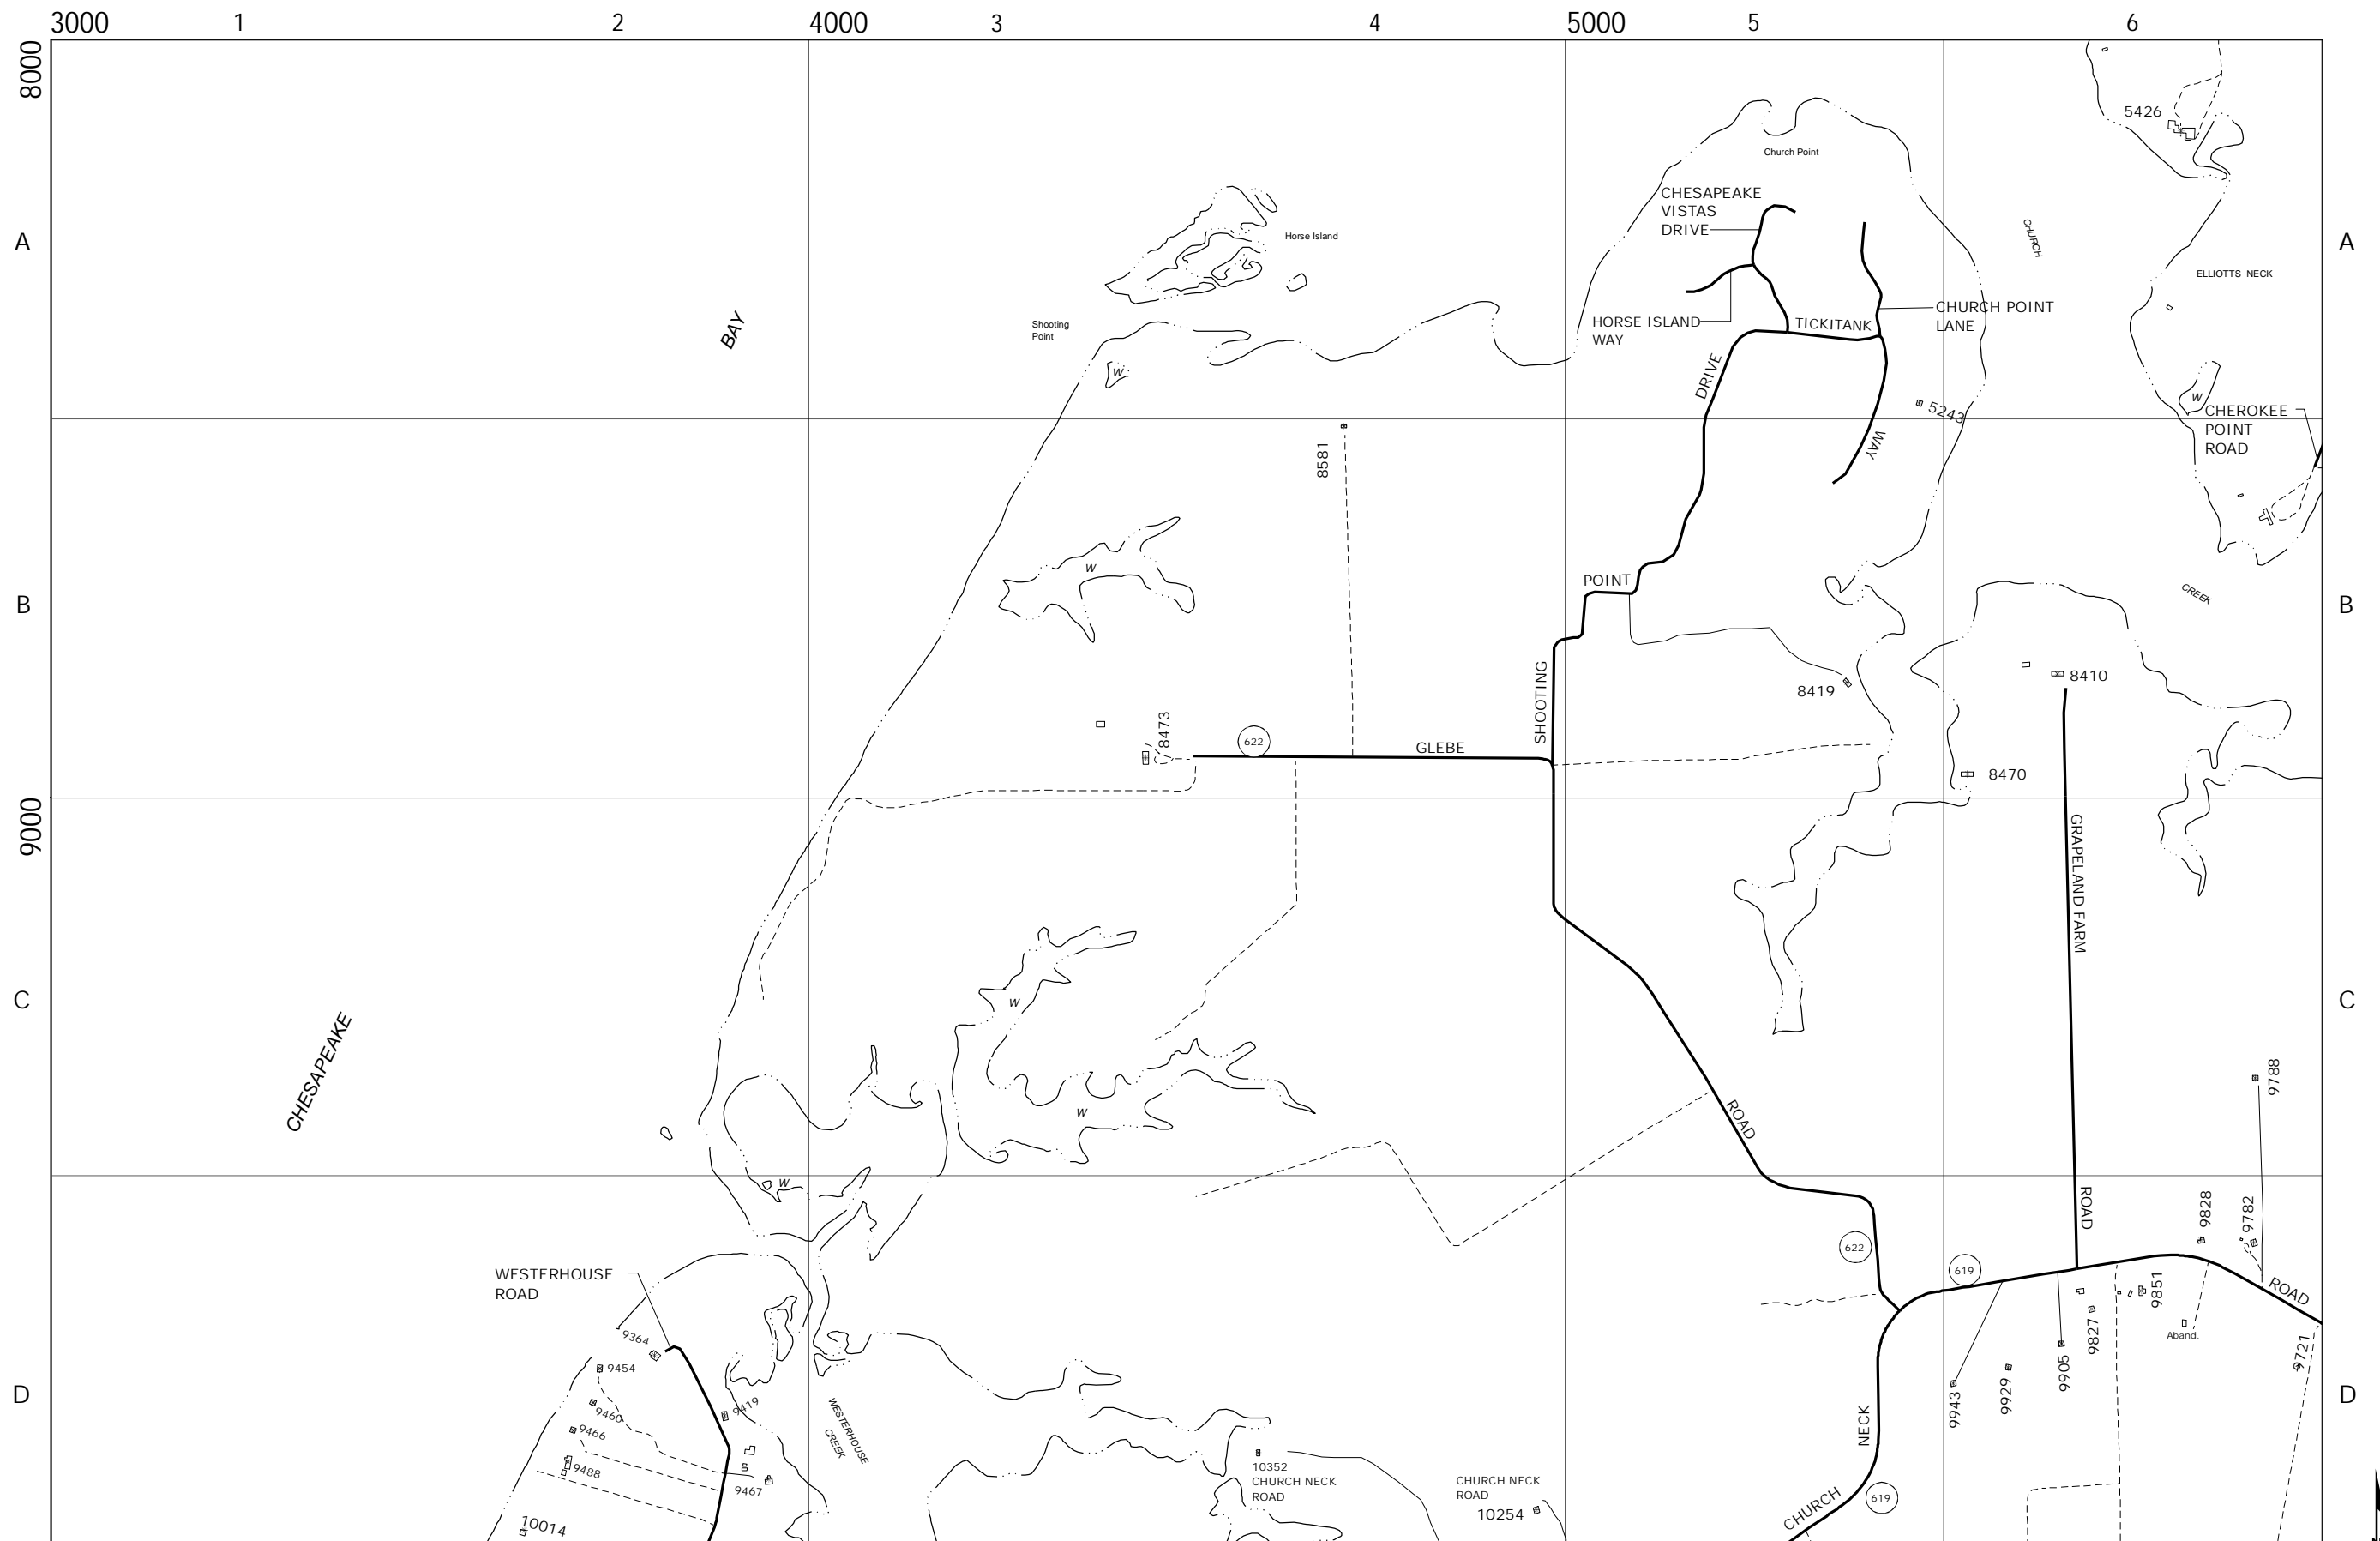 3000 1 2 4000 3 4 5000 5 6
8000
5426
Church Point
CHESAPEAKE
VISTAS
DRIVE
CHURCH
A
Horse Island
A
ELLIOTTS NECK
BAY
Shooting
Point
HORSE ISLAND
WAY
TICKITANK
CHURCH POINT
LANE
W
DRIVE
W
5243
CHEROKEE
POINT
ROAD
WAY
8581
W
POINT
CREEK
B
B
SHOOTING
8419
8410
8473
622
GLEBE
8470
9000
GRAPELAND FARM
C
W
C
CHESAPEAKE
W
ROAD
9788
W
ROAD
9828
9782
622
619
WESTERHOUSE
ROAD
ROAD
9851
9364
9827
Aband.
9454
9721
9905
9929
9943
D
D
9419
9460
9466
WESTERHOUSE
CREEK
NECK
9488
9467
10352
CHURCH NECK
ROAD
CHURCH NECK
ROAD
10254
619
CHURCH
10014